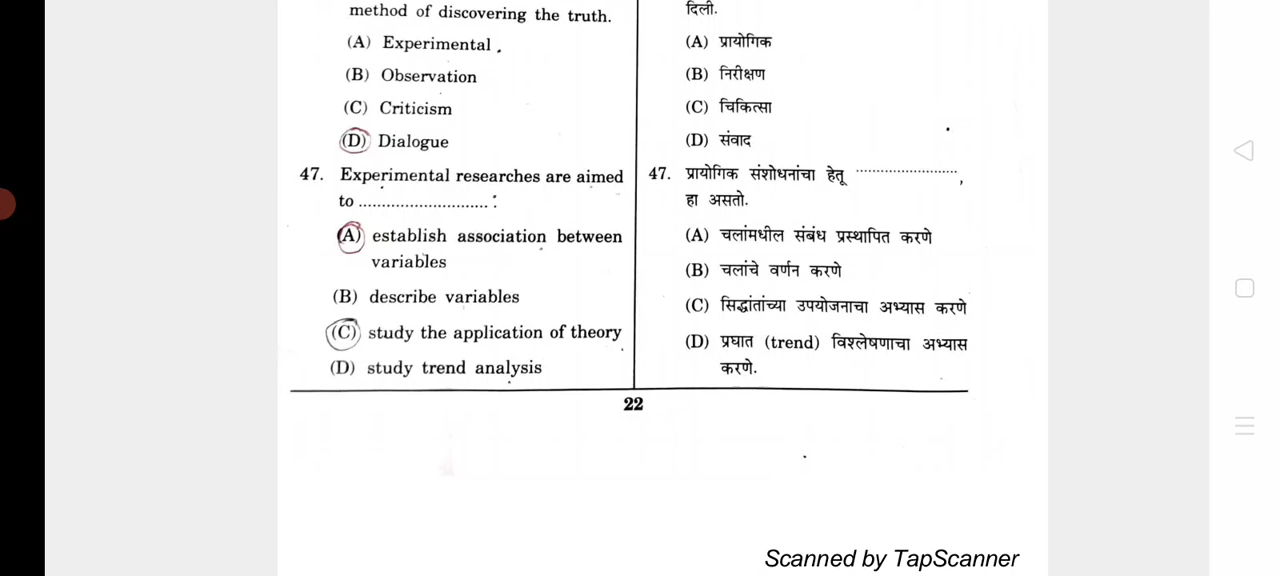 method of discovering the truth.
(A) Experimental
(B) Observation
(C) Criticism
(D) Dialogue
47. Experimental researches are aimed
to ........................... :
(A) establish association between
variables
(B) describe variables
(C) study the application of theory
(D) study trend analysis
दिली.
(A) प्रायोगिक
(B) निरीक्षण
(C) चिकित्सा
(D) संवाद
47. प्रायोगिक संशोधनांचा हेतू ........................,
हा असतो.
(A) चलांमधील संबंध प्रस्थापित करणे
(B) चलांचे वर्णन करणे
(C) सिद्धांतांच्या उपयोजनाचा अभ्यास करणे
(D) प्रघात (trend) विश्लेषणाचा अभ्यास
करणे.
22
Scanned by TapScanner